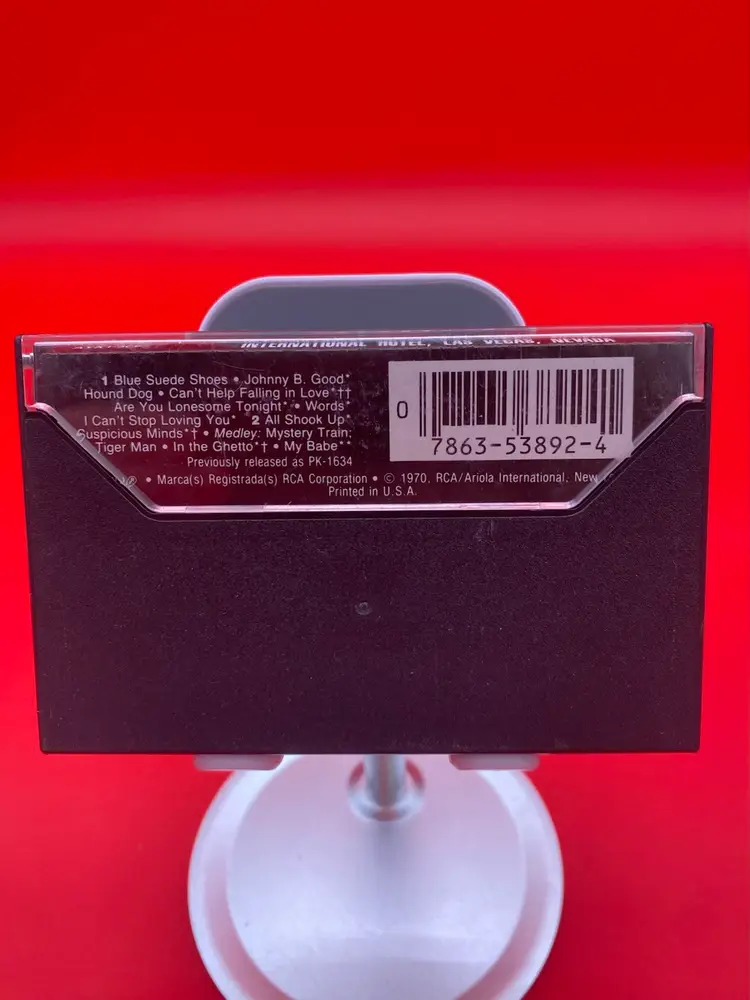 INTERNATIONAL HOTEL, LAS VEGAS, NEVADA
1 Blue Suede Shoes • Johnny B. Good*
Hound Dog • Can't Help Falling in Love*††
Are You Lonesome Tonight* • Words*
I Can't Stop Loving You* 2 All Shook Up
Suspicious Minds*† • Medley: Mystery Train,
Tiger Man • In the Ghetto*† • My Babe**
Previously released as PK-1634
• Marca(s) Registrada(s) RCA Corporation • © 1970, RCA/Ariola International, New
Printed in U.S.A.
0 7863-53892-4